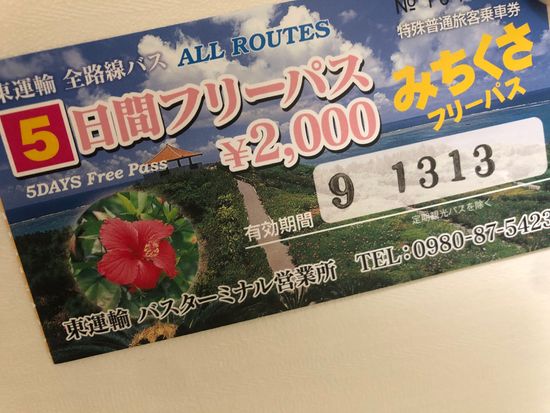 No
特殊普通旅客乗車券
東運輸 全路線バス ALL ROUTES
みちくさ
フリーパス
5日間フリーパス
¥2,000
5DAYS Free Pass
有効期間 9 1313
定期観光バスを除く
東運輸 バスターミナル営業所 TEL:0980-87-5423